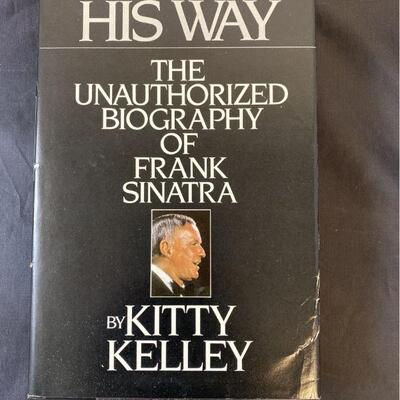 HIS WAY
THE
UNAUTHORIZED
BIOGRAPHY
OF
FRANK
SINATRA
BY KITTY
KELLEY